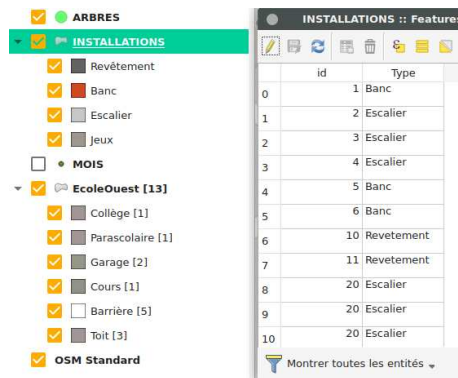 ARBRES
INSTALLATIONS
Revêtement
Banc
Escalier
Jeux
MOIS
EcoleOuest [13]
Collège [1]
Parascolaire [1]
Garage [2]
Cours [1]
Barrière [5]
Toit [3]
OSM Standard
INSTALLATIONS :: Features
id Type
0 1 Banc
1 2 Escalier
2 3 Escalier
3 4 Escalier
4 5 Banc
5 6 Banc
6 10 Revetement
7 11 Revetement
8 20 Escalier
9 20 Escalier
10 20 Escalier
Montrer toutes les entités